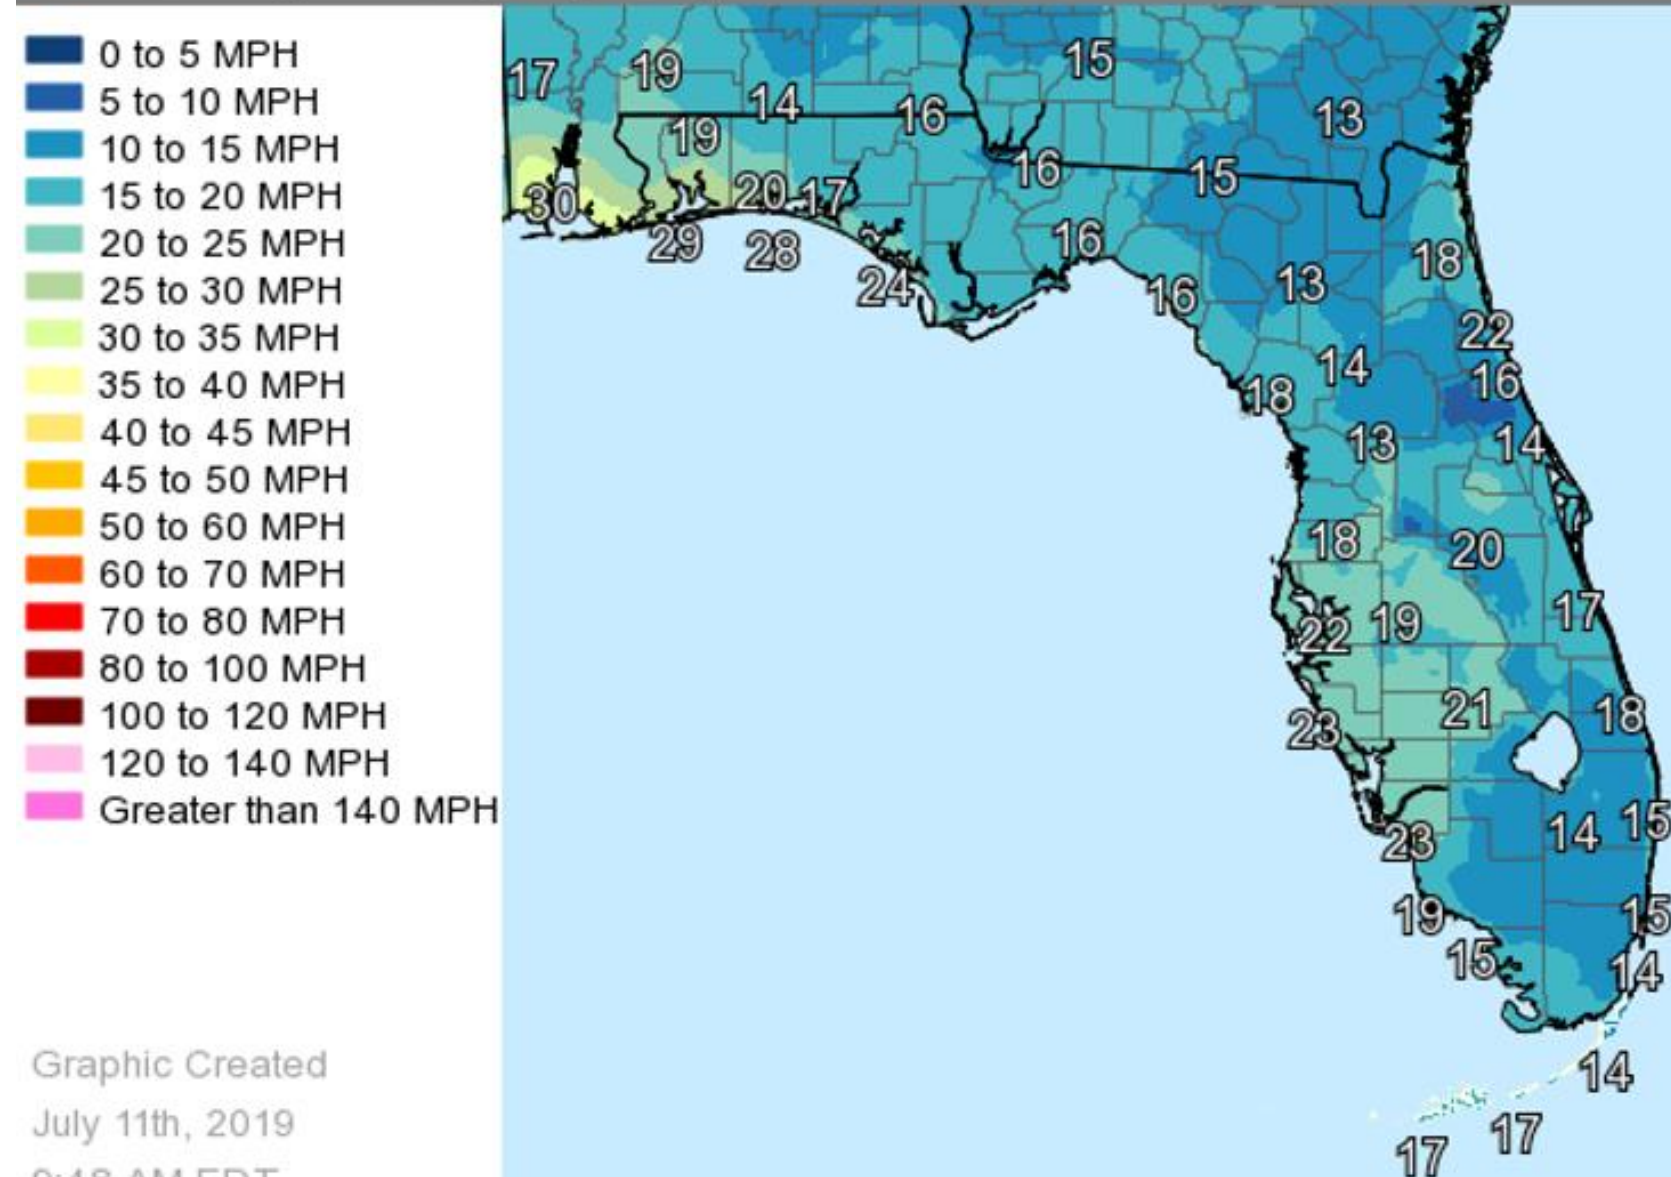 0 to 5 MPH
5 to 10 MPH
10 to 15 MPH
15 to 20 MPH
20 to 25 MPH
25 to 30 MPH
30 to 35 MPH
35 to 40 MPH
40 to 45 MPH
45 to 50 MPH
50 to 60 MPH
60 to 70 MPH
70 to 80 MPH
80 to 100 MPH
100 to 120 MPH
120 to 140 MPH
Greater than 140 MPH
Graphic Created
July 11th, 2019
AM EDT
17
19
15
14
16
13
19
16
15
30
20
17
29
28
16
18
24
16
13
22
14
16
18
13
14
18
20
22
19
17
23
21
18
23
14
15
19
15
15
14
14
17
17